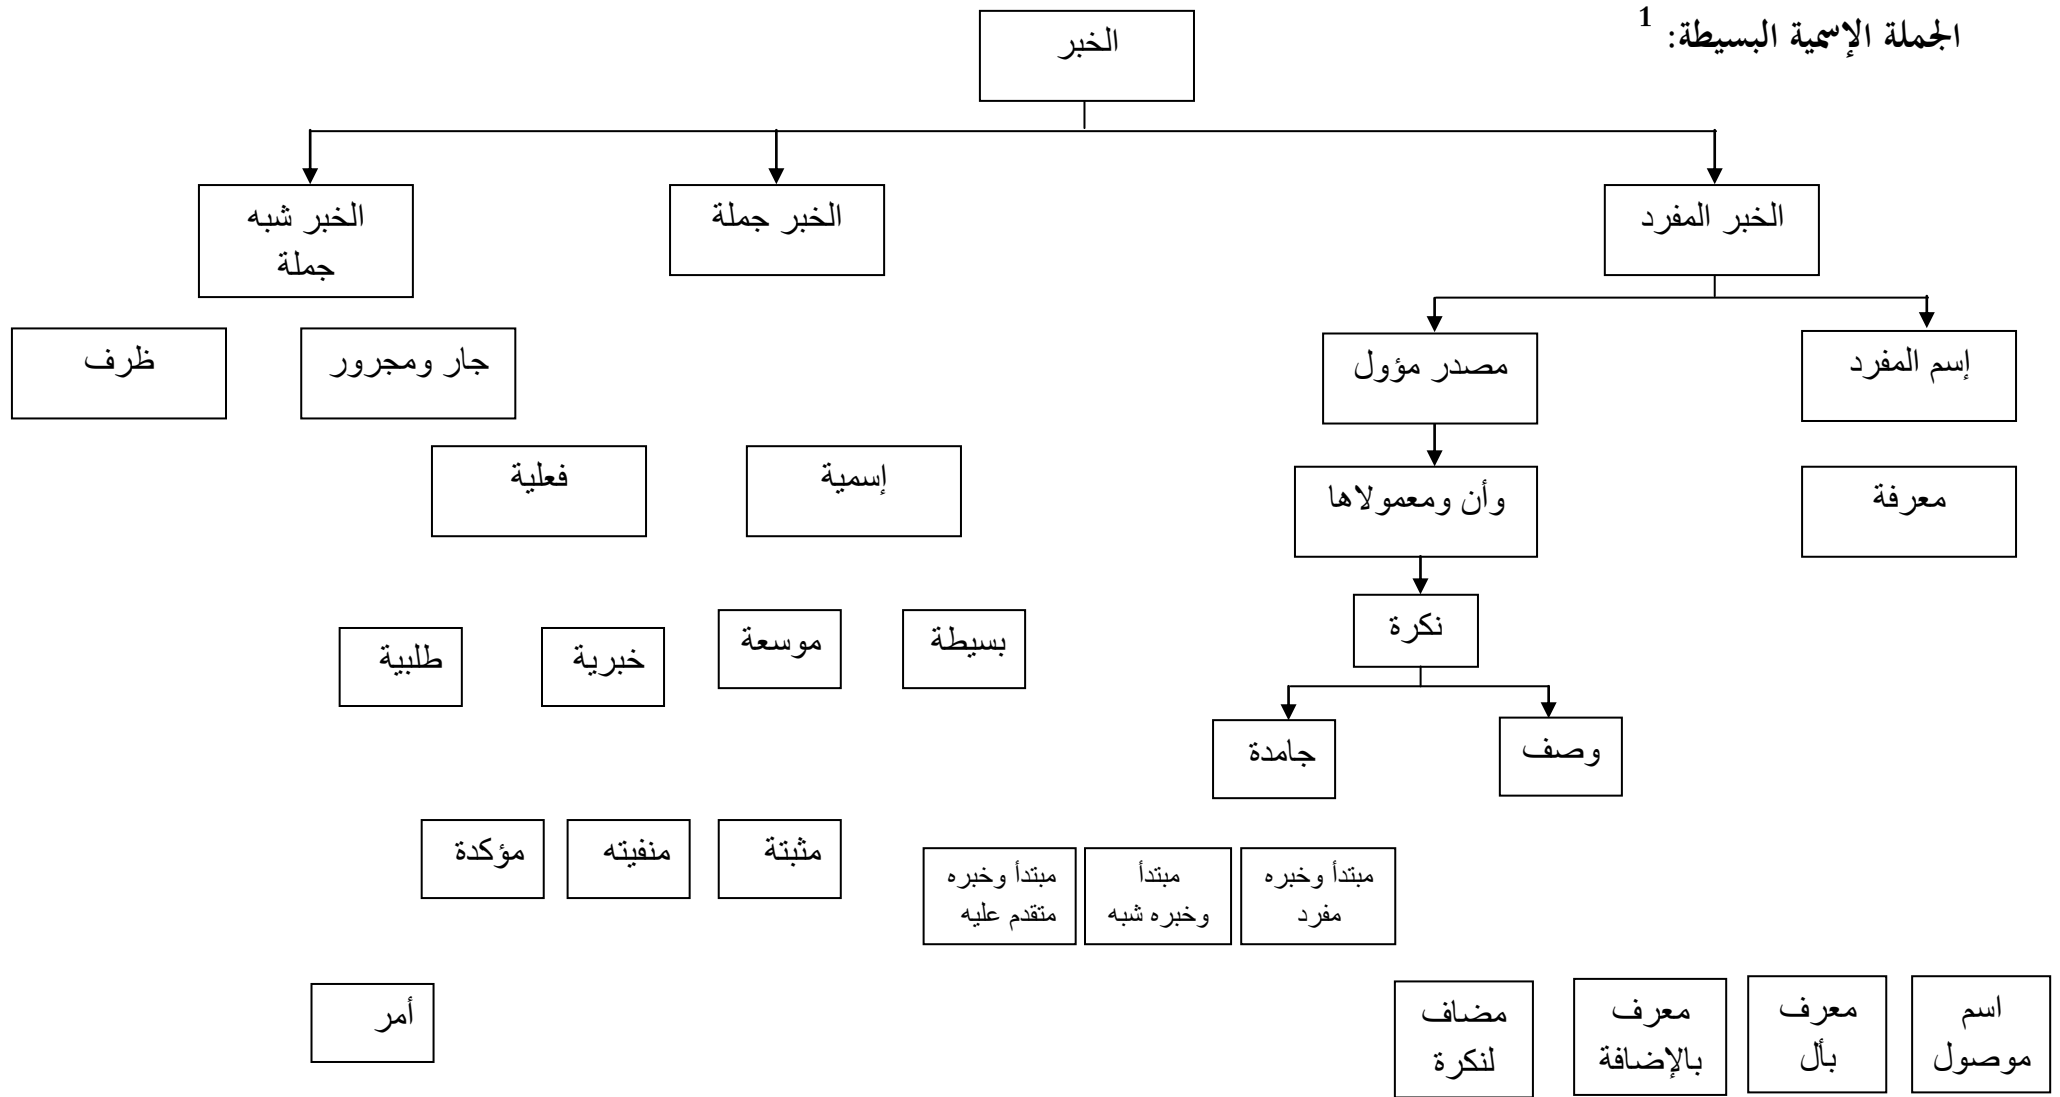 الجملة الإسمية البسيطة: 1
الخبر
الخبر المفرد
الخبر جملة
الخبر شبه
جملة
إسم المفرد
مصدر مؤول
جار ومجرور
ظرف
معرفة
وأن ومعمولاها
إسمية
فعلية
نكرة
بسيطة
موسعة
خبرية
طلبية
وصف
جامدة
مبتدأ وخبره
مفرد
مبتدأ
وخبره شبه
مبتدأ وخبره
متقدم عليه
مثبتة
منفيته
مؤكدة
اسم
موصول
معرف
بأل
معرف
بالإضافة
مضاف
لنكرة
أمر